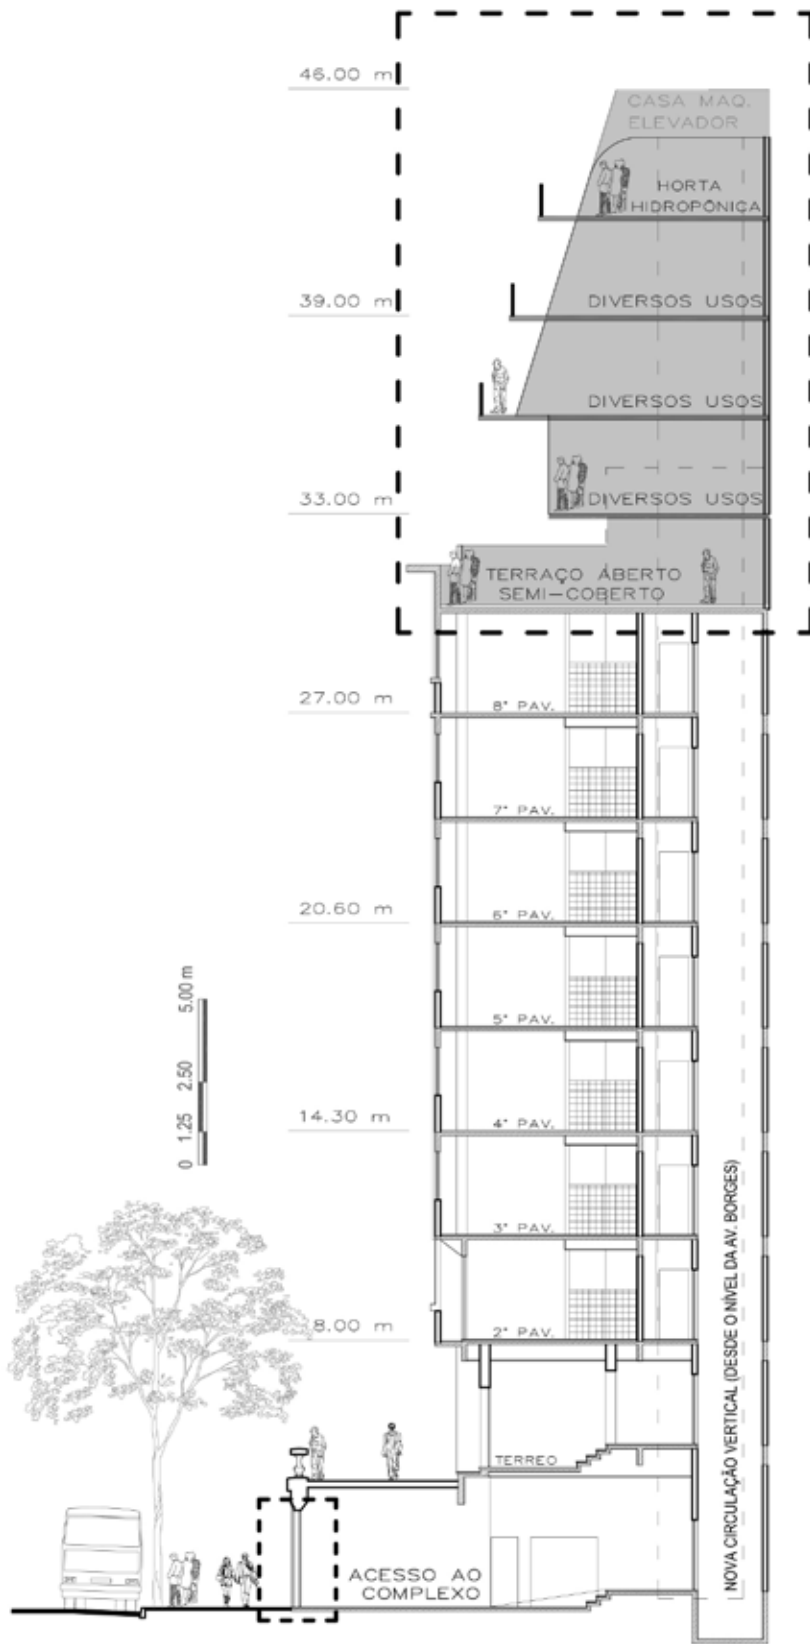 46.00 m
CASA MAQ.
ELEVADOR
HORTA
HIDROPÔNICA
39.00 m
DIVERSOS USOS
DIVERSOS USOS
33.00 m
DIVERSOS USOS
TERRAÇO ABERTO
SEMI-COBERTO
27.00 m
8° PAV.
7° PAV.
20.60 m
6° PAV.
5° PAV.
0 1.25 2.50 5.00 m
14.30 m
4° PAV.
3° PAV.
8.00 m
2° PAV.
NOVA CIRCULAÇÃO VERTICAL (DESDE O NÍVEL DA AV. BORGES)
TERREO
ACESSO AO
COMPLEXO